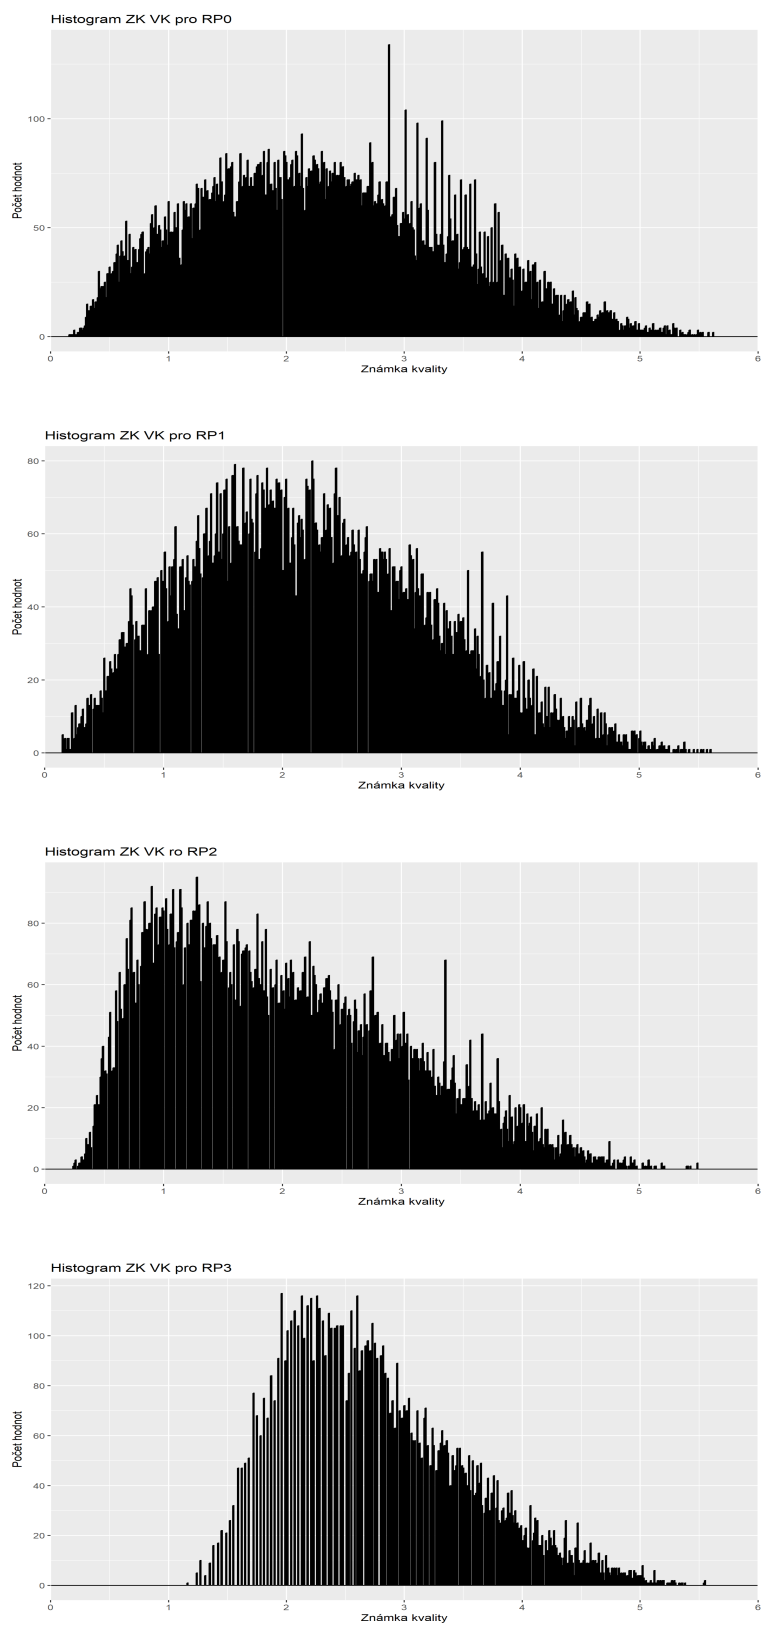 Histogram ZK VK pro RP0
100
50
0
Počet hodnot
0 1 2 3 4 5 6
Známka kvality
Histogram ZK VK pro RP1
80
60
40
20
0
Počet hodnot
0 1 2 3 4 5 6
Známka kvality
Histogram ZK VK ro RP2
80
60
40
20
0
Počet hodnot
0 1 2 3 4 5 6
Známka kvality
Histogram ZK VK pro RP3
120
100
80
60
40
20
0
Počet hodnot
0 1 2 3 4 5 6
Známka kvality